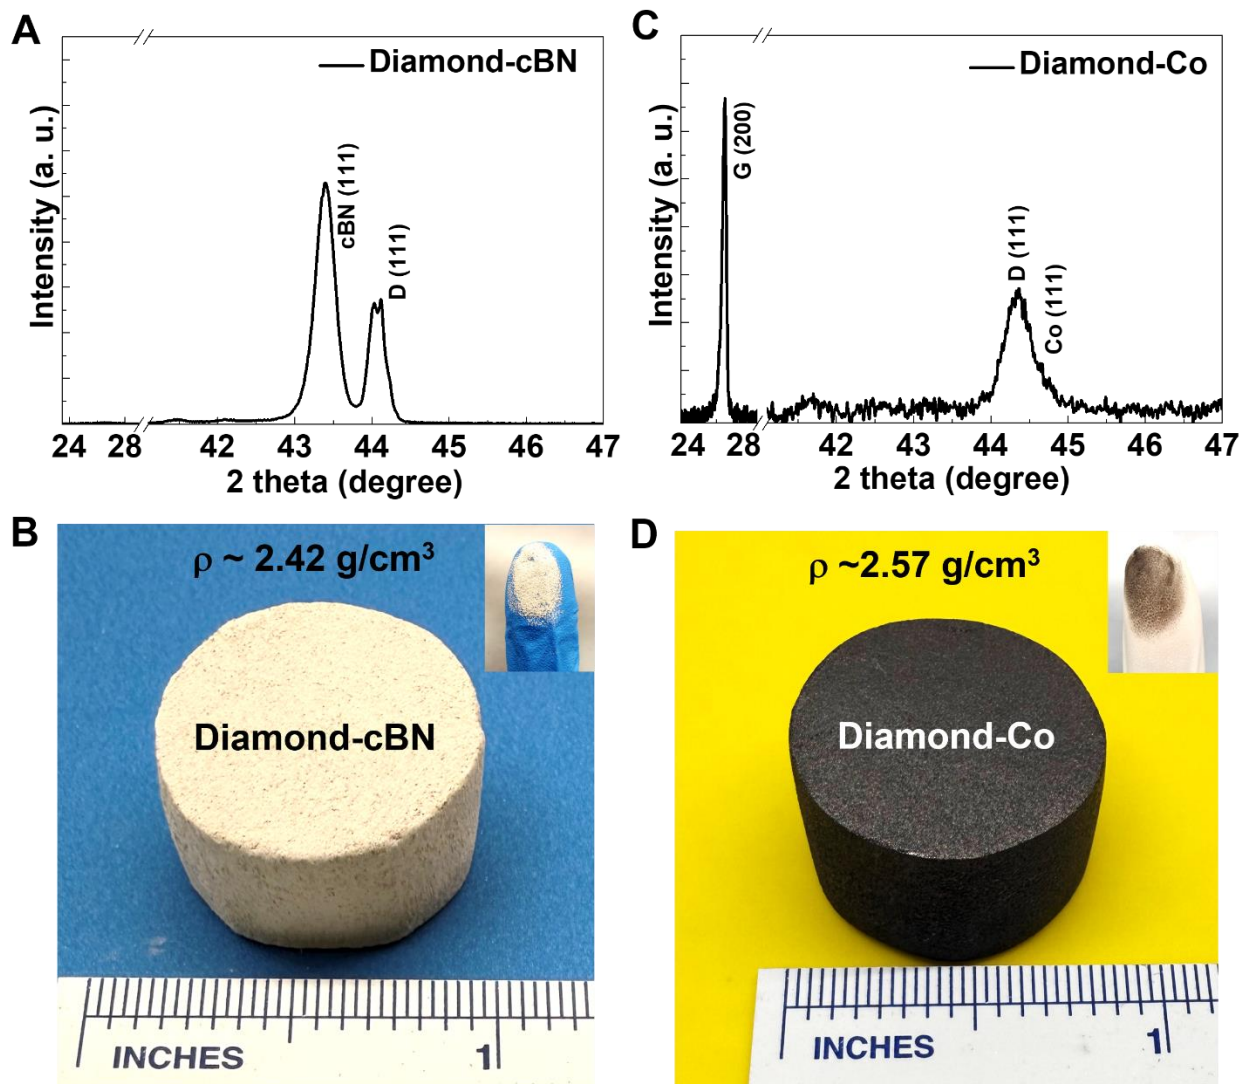 A
Diamond-cBN
cBN (111)
D (111)
Intensity (a. u.)
24 28 42 43 44 45 46 47
2 theta (degree)
C
Diamond-Co
G (200)
D (111)
Co (111)
Intensity (a. u.)
24 28 42 43 44 45 46 47
2 theta (degree)
B
ρ ~ 2.42 g/cm³
Diamond-cBN
INCHES 1
D
ρ ~2.57 g/cm³
Diamond-Co
INCHES 1